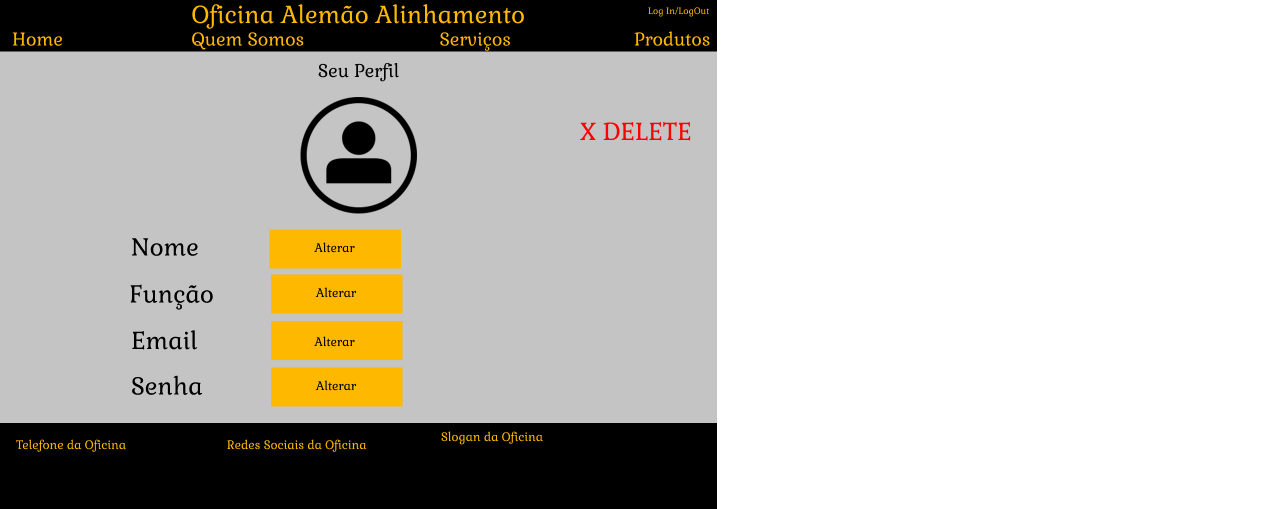 Oficina Alemão Alinhamento
Log In/LogOut
Home
Quem Somos
Serviços
Produtos
Seu Perfil
X DELETE
Nome
Alterar
Função
Alterar
Email
Alterar
Senha
Alterar
Telefone da Oficina
Redes Sociais da Oficina
Slogan da Oficina